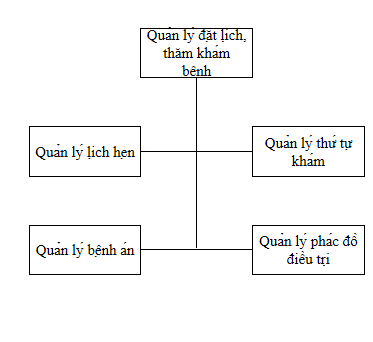 Quản lý đặt lịch,
thăm khám
bệnh
Quản lý lịch hẹn
Quản lý thứ tự
khám
Quản lý bệnh án
Quản lý phác đồ
điều trị